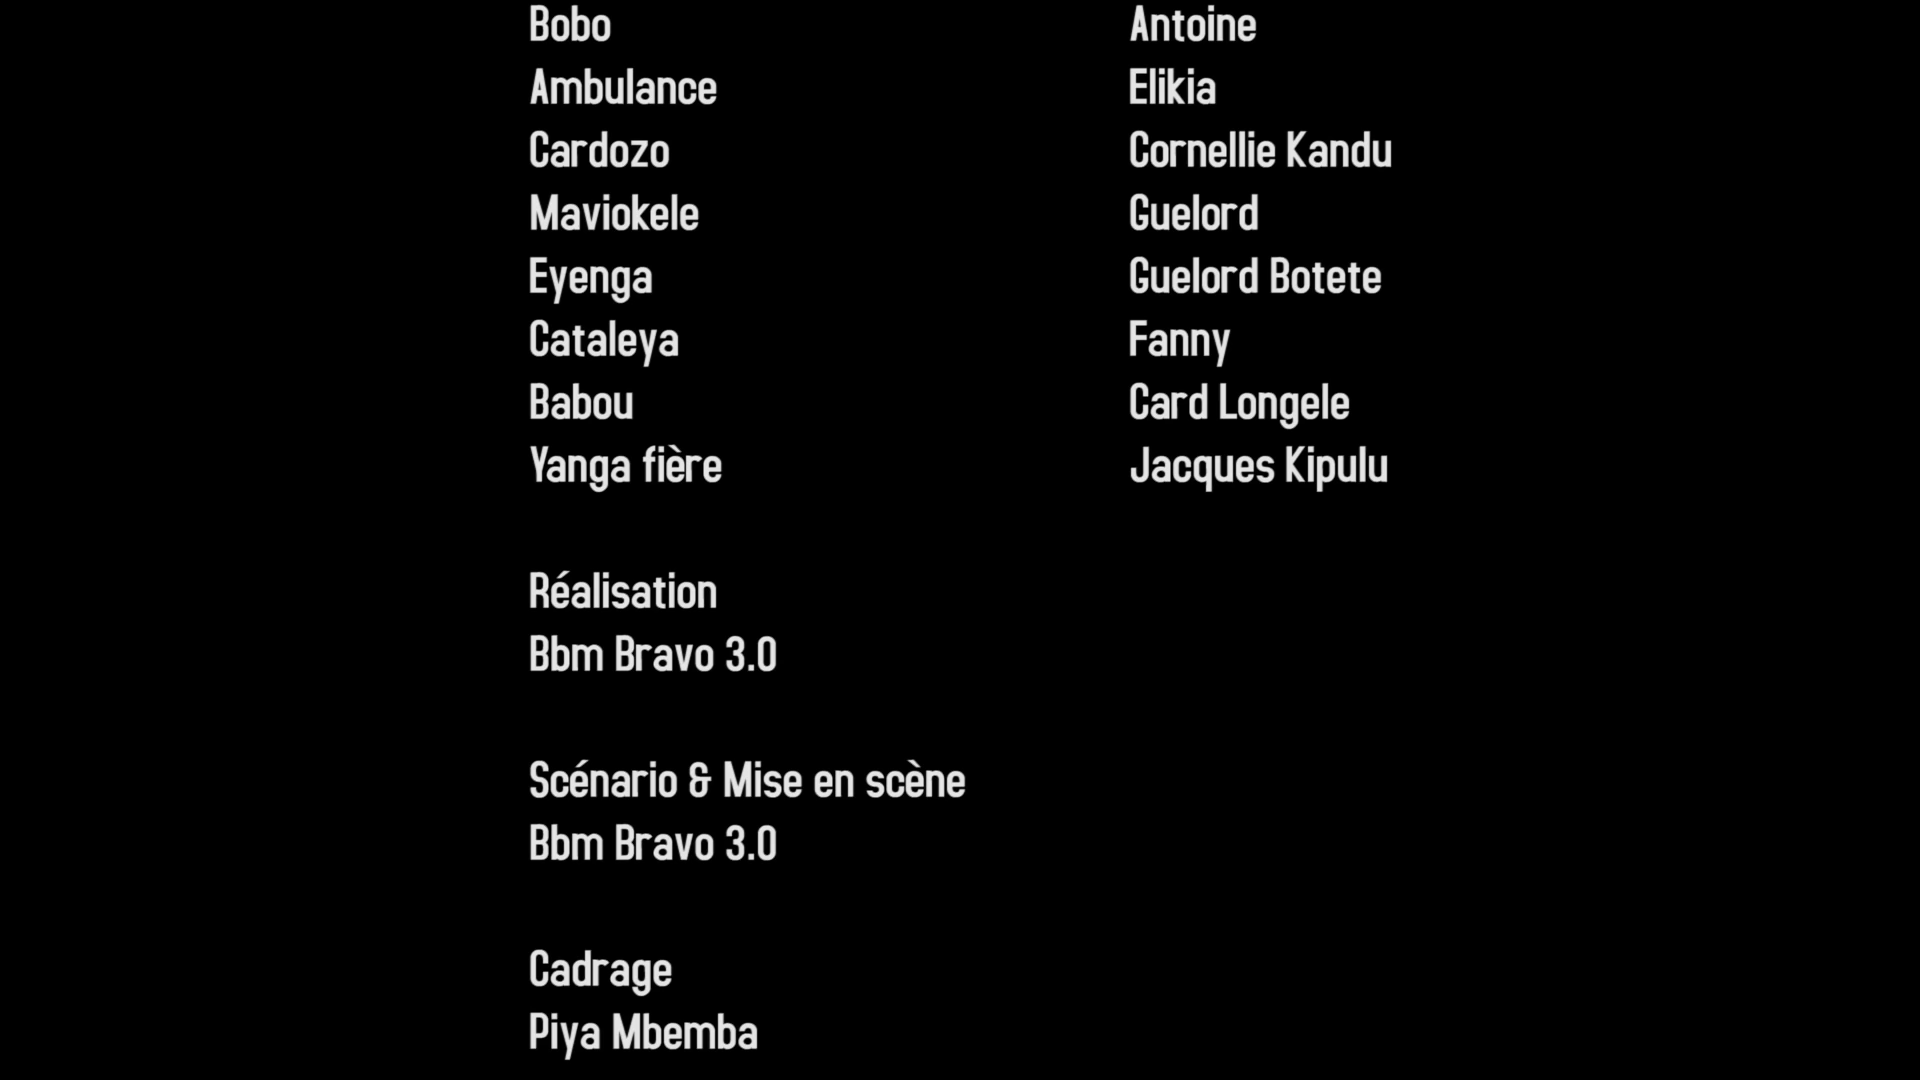 Bobo Antoine
Ambulance Elikia
Cardozo Cornellie Kandu
Maviokele Guelord
Eyenga Guelord Botete
Cataleya Fanny
Babou Card Longele
Yanga fière Jacques Kipulu
Réalisation
Bbm Bravo 3.0
Scénario & Mise en scène
Bbm Bravo 3.0
Cadrage
Piya Mbemba